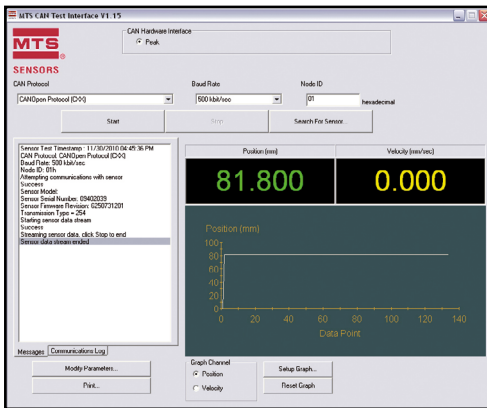 MTS CAN Test Interface V1.15
MTS
®
SENSORS
CAN Hardware Interface
Peak
CAN Protocol
Baud Rate
Node ID
CANOpen Protocol (CXX)
500 kbit/sec
01
hexadecimal
Start
Stop
Search For Sensor...
Sensor Test Timestamp : 11/30/2010 04:45:36 PM
CAN Protocol: CANOpen Protocol (CXX)
Baud Rate: 500 kbit/sec
Node ID: 01h
Attempting communications with sensor
Success
Sensor Model:
Sensor Serial Number: 09402039
Sensor Firmware Revision: 6250731201
Transmission Type = 254
Starting sensor data stream
Success
Streaming sensor data, click Stop to end
Sensor data stream ended
Messages
Communications Log
Modify Parameters...
Print...
Position (mm)
Velocity (mm/sec)
81.800
0.000
Position (mm)
100
80
60
40
20
0
0 20 40 60 80 100 120 140
Data Point
Graph Channel
Position
Velocity
Setup Graph...
Reset Graph